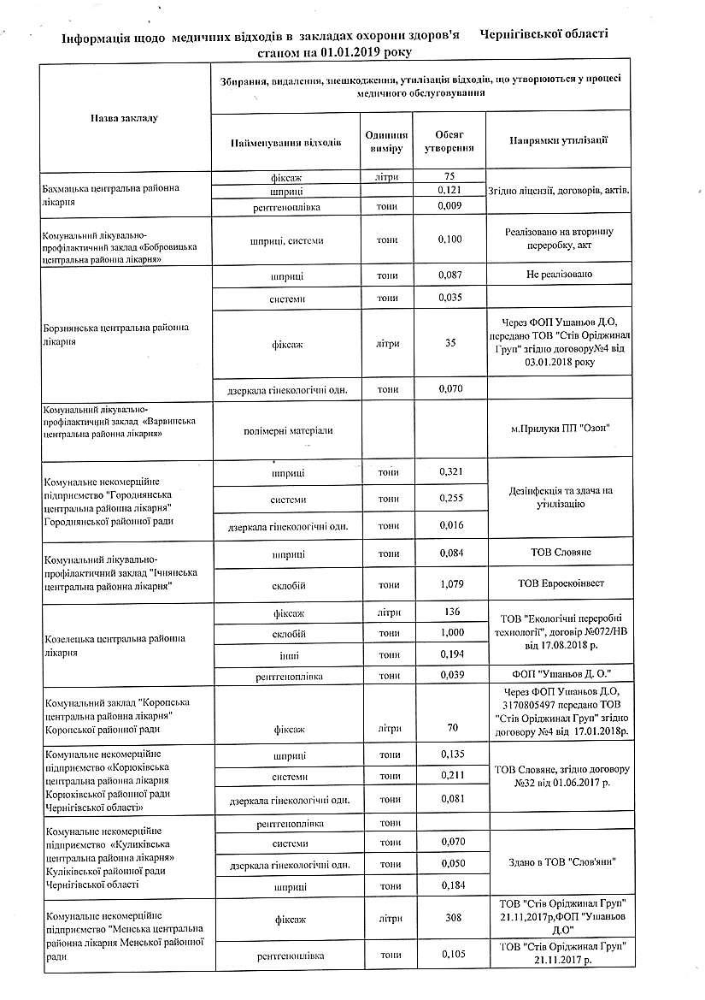 Інформація щодо медичних відходів в закладах охорони здоров'я Чернігівської області
станом на 01.01.2019 року
Назва закладу
Збирання, видалення, знешкодження, утилізація відходів, що утворюються у процесі
медичного обслуговування
Найменування відходів
Одиниця
виміру
Обсяг
утворення
Напрямки утилізації
Бахмацька центральна районна
лікарня
фіксаж літри 75
шприці 0,121
рентгеноплівка тони 0,009
Згідно ліцензії, договорів, актів.
Комунальний лікувально-
профілактичний заклад «Бобровицька
центральна районна лікарня»
шприці, системи тони 0,100
Реалізовано на вторинну
переробку, акт
Борзнянська центральна районна
лікарня
шприці тони 0,087 Не реалізовано
системи тони 0,035
фіксаж літри 35
Через ФОП Ушаньов Д.О,
передано ТОВ "Стів Оріджинал
Груп" згідно договору№4 від
03.01.2018 року
дзеркала гінекологічні одн. тони 0,070
Комунальний лікувально-
профілактичний заклад «Варвинська
центральна районна лікарня»
полімерні матеріали
м.Прилуки ПП "Озон"
Комунальне некомерційне
підприємство "Городнянська
центральна районна лікарня"
Городнянської районної ради
шприці тони 0,321
системи тони 0,255
дзеркала гінекологічні одн. тони 0,016
Дезінфекція та здача на
утилізацію
Комунальний лікувально-
профілактичний заклад "Ічнянська
центральна районна лікарня"
шприці тони 0,084 ТОВ Словяне
склобій тони 1,079 ТОВ Евроекоінвест
Козелецька центральна районна
лікарня
фіксаж літри 136
склобій тони 1,000
інші тони 0,194
ТОВ "Екологічні переробні
технології", договір №072/НВ
від 17.08.2018 р.
рентгеноплівка тони 0,039 ФОП "Ушаньов Д. О."
Комунальний заклад "Коропська
центральна районна лікарня"
Коропської районної ради
фіксаж літри 70
Через ФОП Ушаньов Д.О,
3170805497 передано ТОВ
"Стів Оріджинал Груп" згідно
договору №4 від 17.01.2018р.
Комунальне некомерційне
підприємство «Корюківська
центральна районна лікарня
Корюківської районної ради
Чернігівської області»
шприці тони 0,135
системи тони 0,211
дзеркала гінекологічні одн. тони 0,081
ТОВ Словяне, згідно договору
№32 від 01.06.2017 р.
Комунальне некомерційне
підприємство «Куликівська
центральна районна лікарня»
Куліківської районної ради
Чернігівської області
рентгеноплівка тони
системи тони 0,070
дзеркала гінекологічні одн. тони 0,050
шприці тони 0,184
Здано в ТОВ "Слов'яни"
Комунальне некомерційне
підприємство "Менська центральна
районна лікарня Менської районної
ради
фіксаж літри 308
ТОВ "Стів Оріджинал Груп"
21.11,2017р,ФОП "Ушаньов
Д.О"
рентгеноплівка тони 0,105
ТОВ "Стів Оріджинал Груп"
21.11.2017 р.